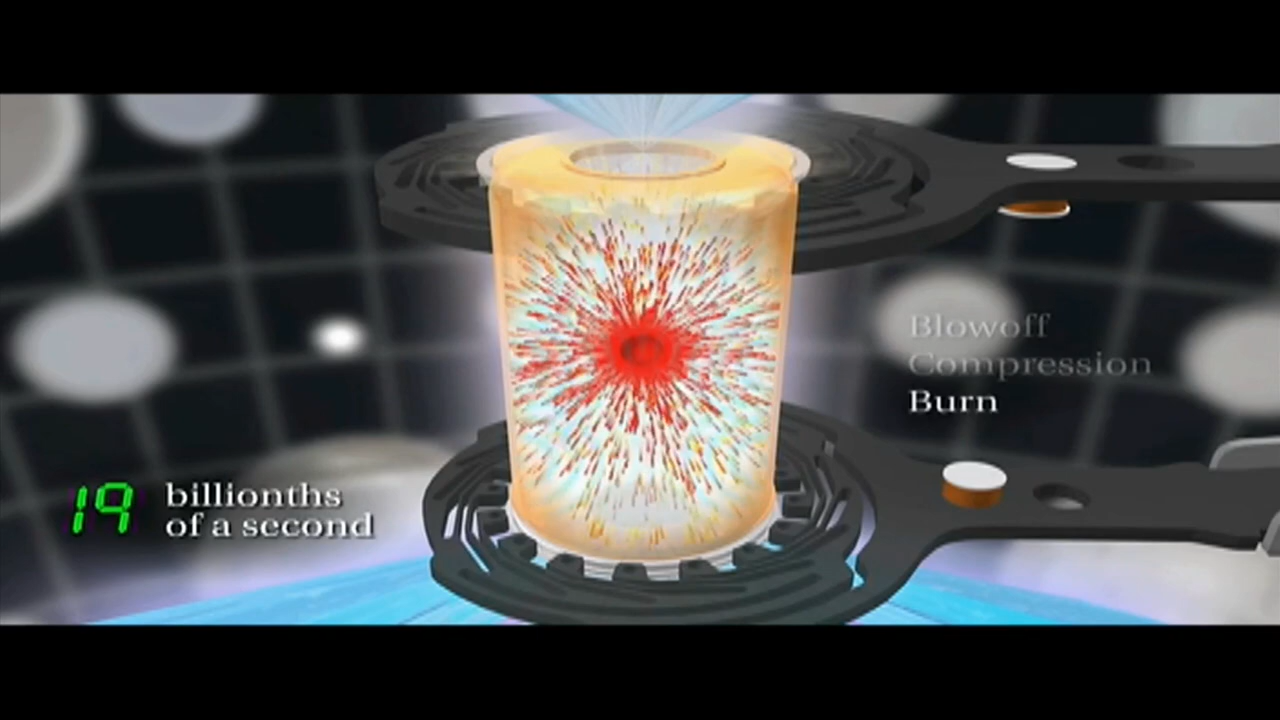 Blowoff
Compression
Burn
19 billionths
of a second